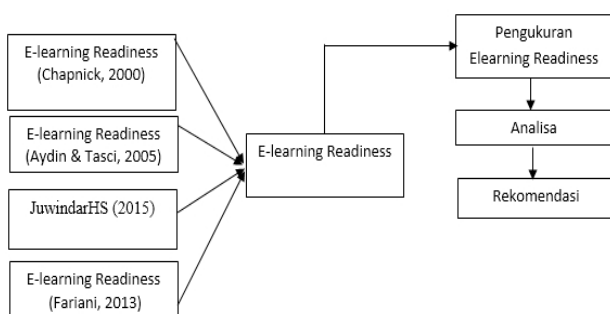 E-learning Readiness
(Chapnick, 2000)
E-learning Readiness
(Aydin & Tasci, 2005)
JuwindarHS (2015)
E-learning Readiness
(Fariani, 2013)
E-learning Readiness
Pengukuran
Elearning Readiness
Analisa
Rekomendasi